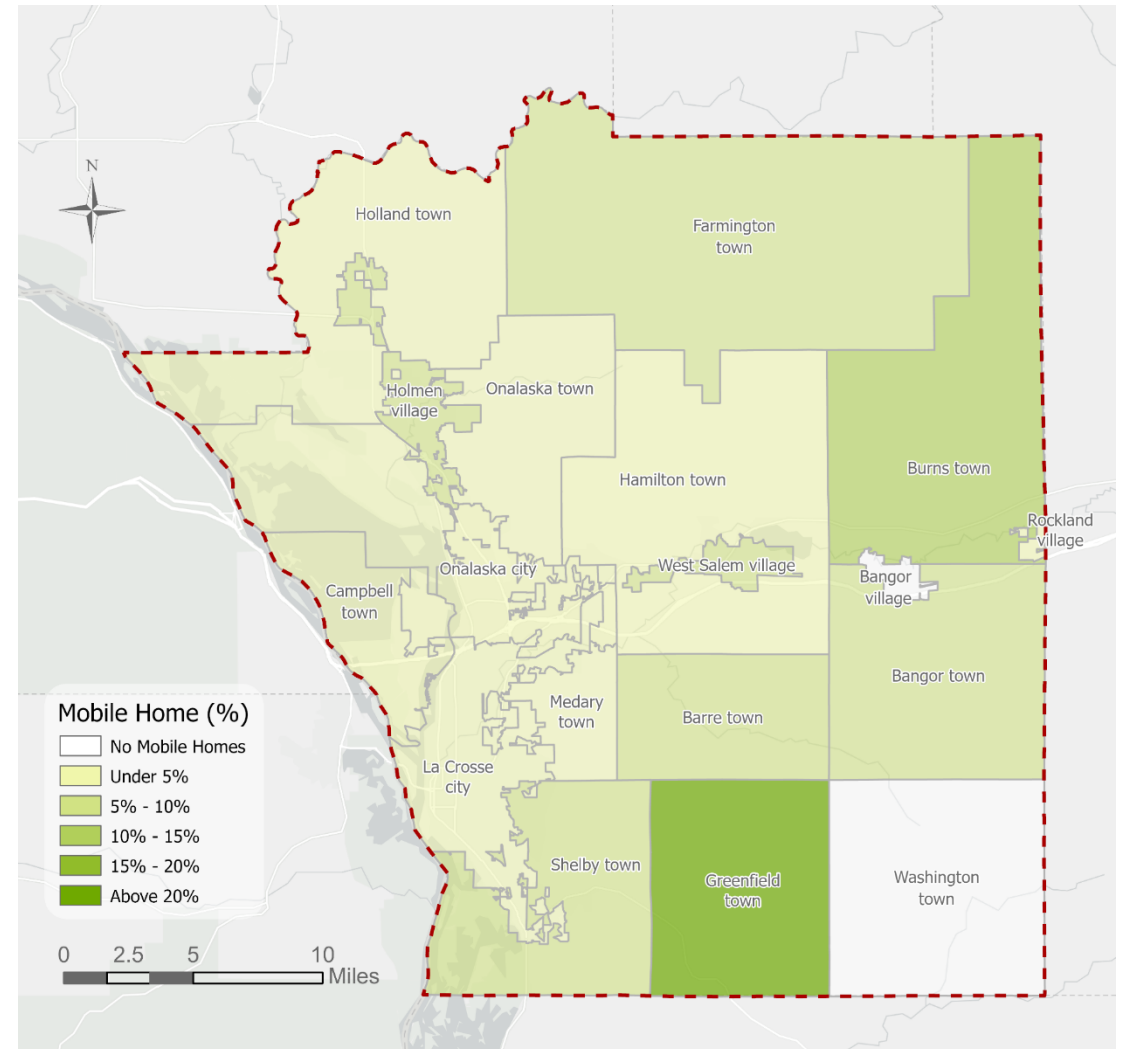 N
Holland town
Farmington
town
Holmen
village
Onalaska town
Hamilton town
Burns town
Rockland
village
Onalaska city
West Salem village
Bangor
village
Campbell
town
Bangor town
Medary
town
Barre town
La Crosse
city
Shelby town
Greenfield
town
Washington
town
Mobile Home (%)
No Mobile Homes
Under 5%
5% - 10%
10% - 15%
15% - 20%
Above 20%
0 2.5 5 10
Miles